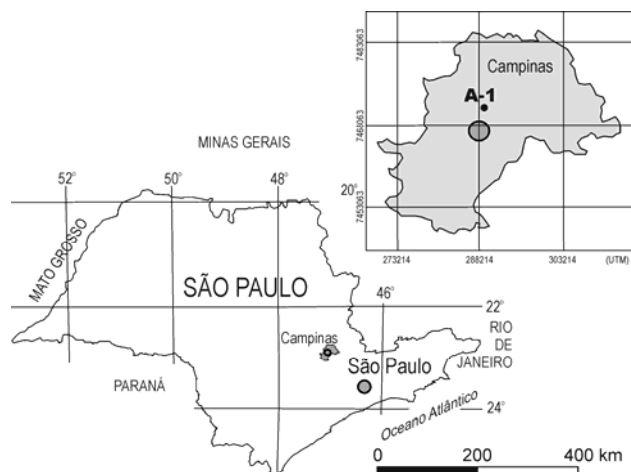 7483063
Campinas
A-1
7468063
MINAS GERAIS
52°
50°
48°
20°
7453063
273214
288214
303214
(UTM)
MATO GROSSO
SÃO PAULO
46°
22°
Campinas
RIO
DE
JANEIRO
São Paulo
PARANÁ
24°
Oceano Atlântico
0
200
400 km